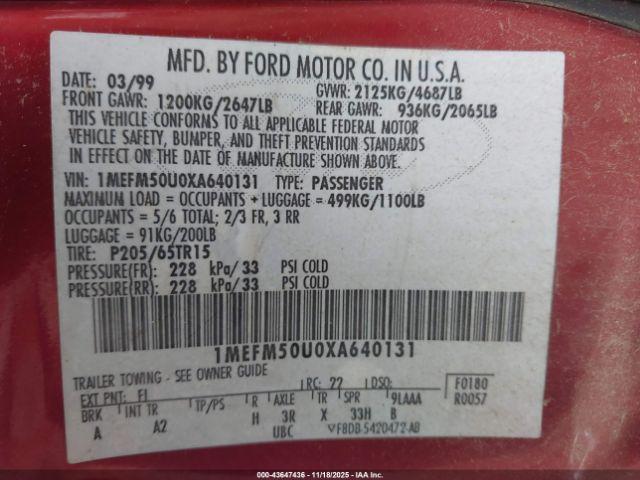 MFD. BY FORD MOTOR CO. IN U.S.A.
DATE: 03/99 GVWR: 2125KG/4687LB
FRONT GAWR: 1200KG/2647LB REAR GAWR: 936KG/2065LB
THIS VEHICLE CONFORMS TO ALL APPLICABLE FEDERAL MOTOR
VEHICLE SAFETY, BUMPER, AND THEFT PREVENTION STANDARDS
IN EFFECT ON THE DATE OF MANUFACTURE SHOWN ABOVE.
VIN: 1MEFM50U0XA640131 TYPE: PASSENGER
MAXIMUM LOAD = OCCUPANTS + LUGGAGE = 499KG/1100LB
OCCUPANTS = 5/6 TOTAL; 2/3 FR, 3 RR
LUGGAGE = 91KG/200LB
TIRE: P205/65TR15
PRESSURE(FR): 228 kPa/33 PSI COLD
PRESSURE(RR): 228 kPa/33 PSI COLD
1MEFM50U0XA640131
TRAILER TOWING - SEE OWNER GUIDE
EXT PNT: FI RC: 22 DSO: F0180
BRK INT TR TP/PS R AXLE TR SPR 9LAAA R0057
A A2 H 3R X 33H B
UBC VF8DB-5420472-AB
© 000-43647436 - 11/18/2025 - IAAI.com